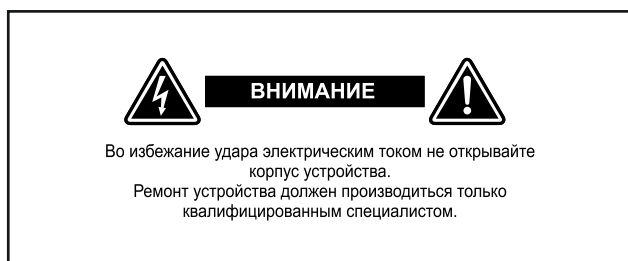 ВНИМАНИЕ
Во избежание удара электрическим током не открывайте
корпус устройства.
Ремонт устройства должен производиться только
квалифицированным специалистом.